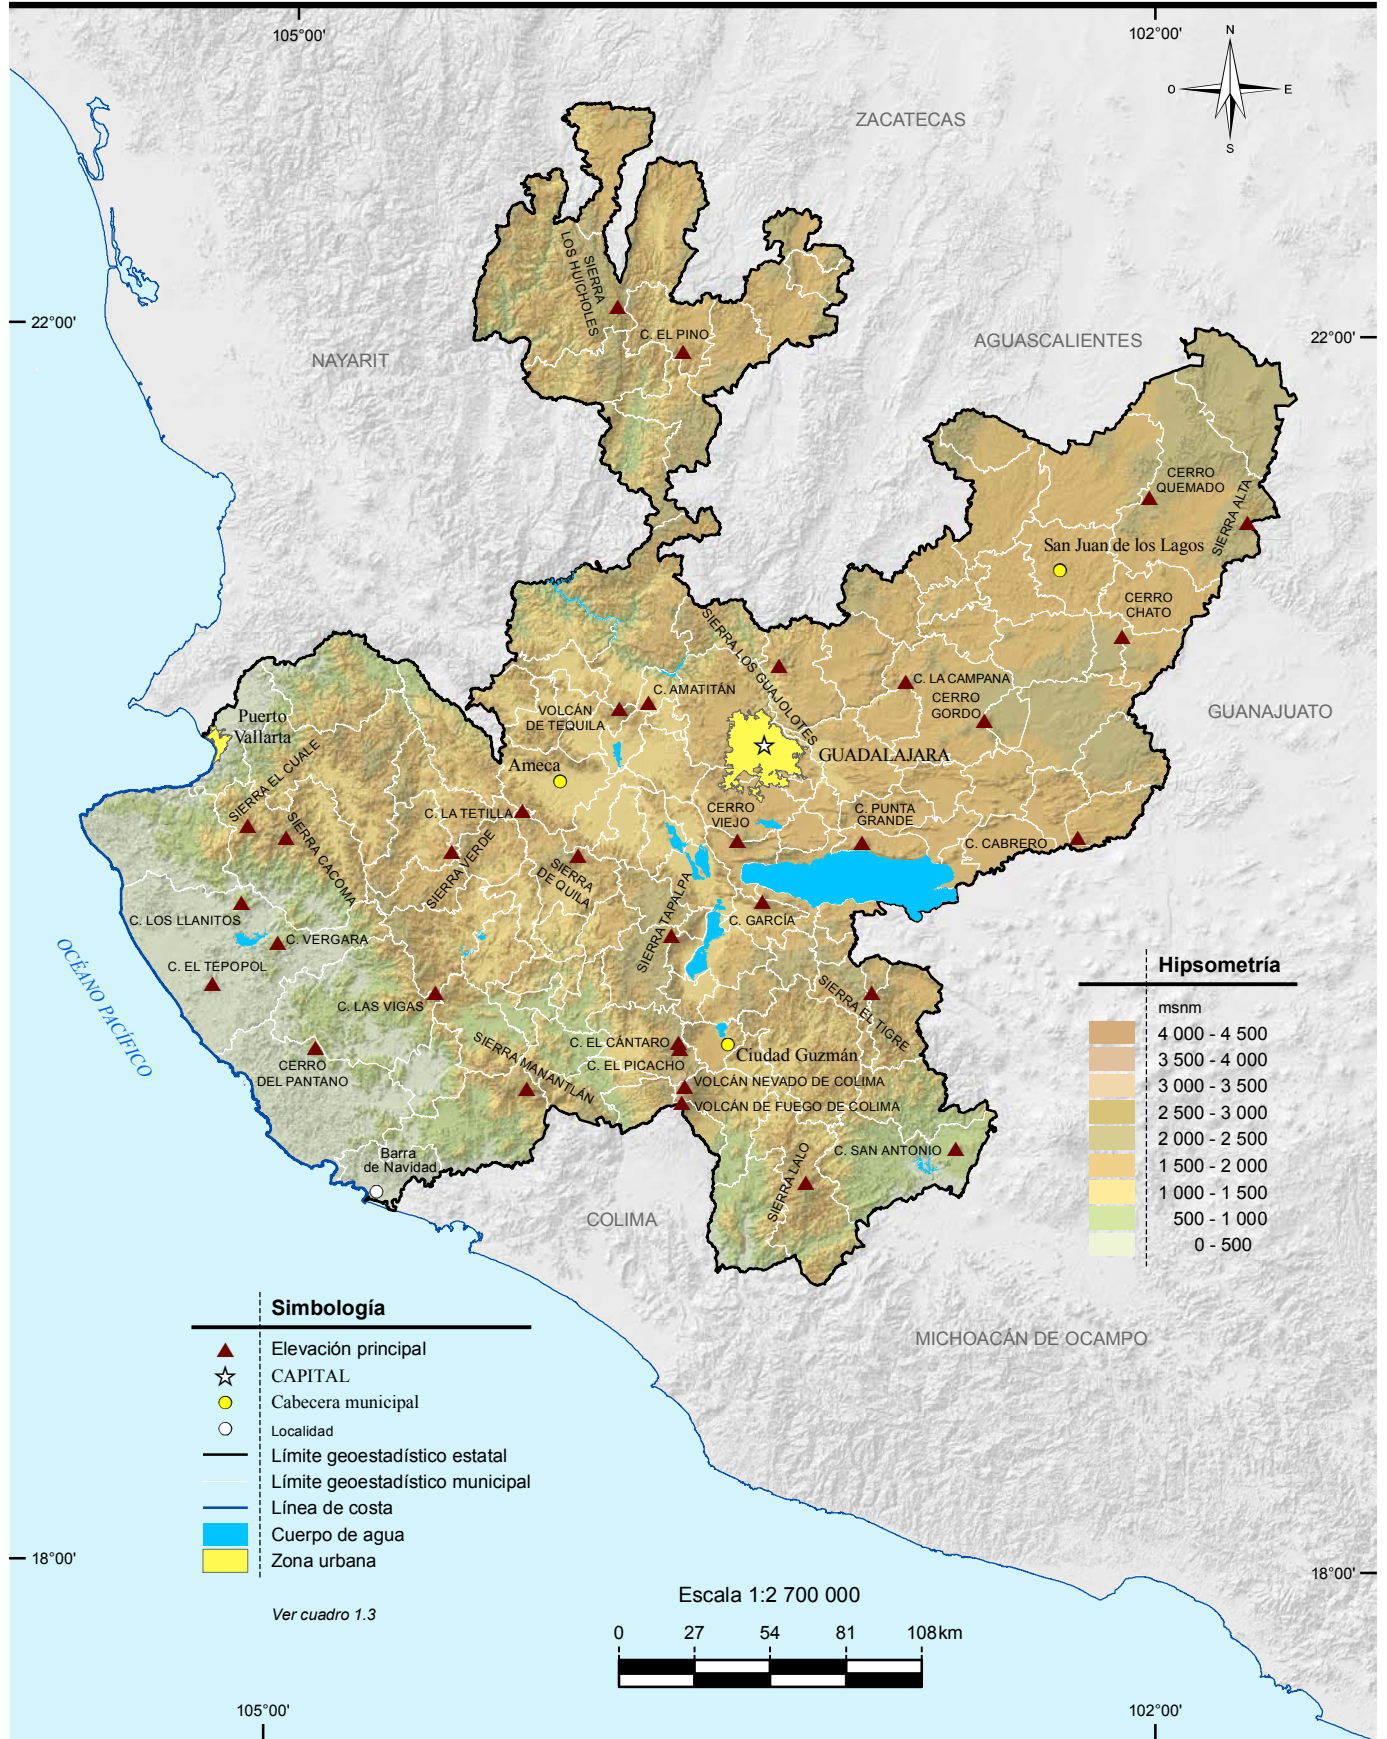 105°00'
102°00'
N
O
E
S
ZACATECAS
22°00'
22°00'
NAYARIT
AGUASCALIENTES
SIERRA
LOS HUICHOLES
C. EL PINO
CERRO
QUEMADO
SIERRA ALTA
San Juan de los Lagos
CERRO
CHATO
SIERRA LOS GUAJOLOTES
C. LA CAMPANA
CERRO
GORDO
C. AMATITÁN
VOLCÁN
DE TEQUILA
GUANAJUATO
Puerto
Vallarta
GUADALAJARA
Ameca
SIERRA EL CUALE
SIERRA CACOMA
C. LA TETILLA
SIERRA VERDE
SIERRA
DE QUILA
CERRO
VIEJO
C. PUNTA
GRANDE
C. CABRERO
SIERRA TAPALPA
C. GARCÍA
C. LOS LLANITOS
C. VERGARA
C. EL TEPOPOL
C. LAS VIGAS
OCÉANO PACÍFICO
SIERRA EL TIGRE
CERRO
DEL PANTANO
SIERRA MANANTLÁN
C. EL CÁNTARO
C. EL PICACHO
Ciudad Guzmán
VOLCÁN NEVADO DE COLIMA
VOLCÁN DE FUEGO DE COLIMA
Barra
de Navidad
C. SAN ANTONIO
SIERRA LALO
COLIMA
MICHOACÁN DE OCAMPO
Hipsometría
msnm
4 000 - 4 500
3 500 - 4 000
3 000 - 3 500
2 500 - 3 000
2 000 - 2 500
1 500 - 2 000
1 000 - 1 500
500 - 1 000
0 - 500
Simbología
Elevación principal
CAPITAL
Cabecera municipal
Localidad
Límite geoestadístico estatal
Límite geoestadístico municipal
Línea de costa
Cuerpo de agua
Zona urbana
Ver cuadro 1.3
18°00'
18°00'
Escala 1:2 700 000
0 27 54 81 108 km
105°00'
102°00'